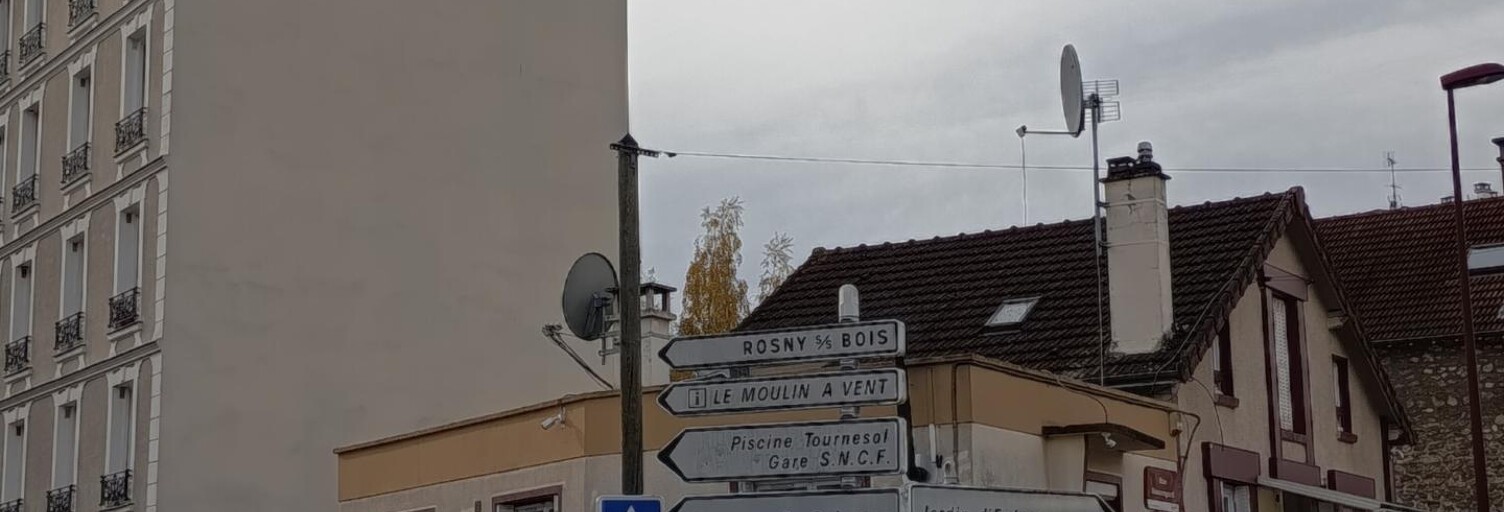 ROSNY S/S BOIS
i LE MOULIN A VENT
Piscine Tournesol
Gare S.N.C.F.